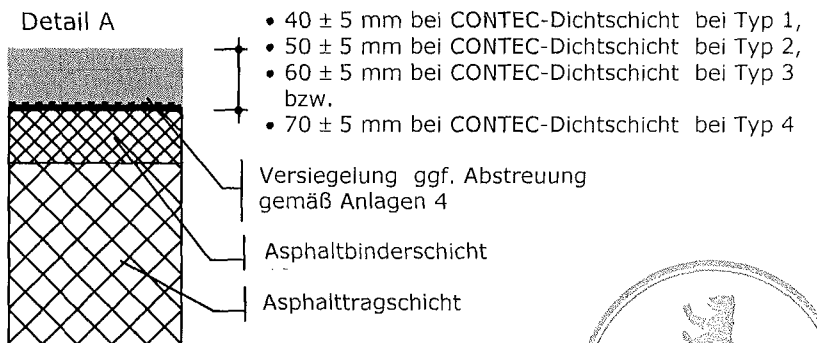 Detail A
• 40 ± 5 mm bei CONTEC-Dichtschicht bei Typ 1,
• 50 ± 5 mm bei CONTEC-Dichtschicht bei Typ 2,
• 60 ± 5 mm bei CONTEC-Dichtschicht bei Typ 3
bzw.
• 70 ± 5 mm bei CONTEC-Dichtschicht bei Typ 4
Versiegelung ggf. Abstreuung
gemäß Anlagen 4
Asphaltbinderschicht
Asphalttragschicht